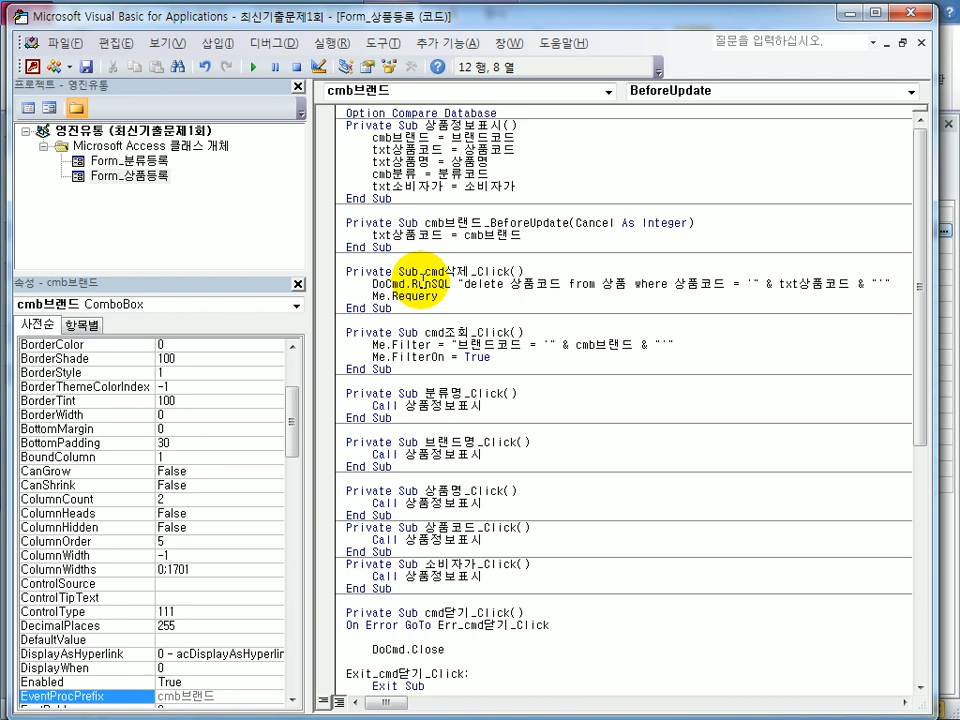 Microsoft Visual Basic for Applications - 최신기출문제1회 - [Form_상품등록 (코드)]
파일(F) 편집(E) 보기(V) 삽입(I) 디버그(D) 실행(R) 도구(T) 추가 기능(A) 창(W) 도움말(H) 질문을 입력하십시오.
12 행, 8 열
프로젝트 - 영진유통
영진유통 (최신기출문제1회)
Microsoft Access 클래스 개체
Form_분류등록
Form_상품등록
속성 - cmb브랜드
cmb브랜드 ComboBox
사전순 항목별
BorderColor 0
BorderShade 100
BorderStyle 1
BorderThemeColorIndex -1
BorderTint 100
BorderWidth 0
BottomMargin 0
BottomPadding 30
BoundColumn 1
CanGrow False
CanShrink False
ColumnCount 2
ColumnHeads False
ColumnHidden False
ColumnOrder 5
ColumnWidth -1
ColumnWidths 0;1701
ControlSource
ControlTipText
ControlType 111
DecimalPlaces 255
DefaultValue
DisplayAsHyperlink 0 - acDisplayAsHyperlin
DisplayWhen 0
Enabled True
EventProcPrefix cmb브랜드
cmb브랜드 BeforeUpdate
Option Compare Database
Private Sub 상품정보표시()
cmb브랜드 = 브랜드코드
txt상품코드 = 상품코드
txt상품명 = 상품명
cmb분류 = 분류코드
txt소비자가 = 소비자가
End Sub
Private Sub cmb브랜드_BeforeUpdate(Cancel As Integer)
txt상품코드 = cmb브랜드
End Sub
Private Sub cmd삭제_Click()
DoCmd.RunSQL "delete 상품코드 from 상품 where 상품코드 = '" & txt상품코드 & "'"
Me.Requery
End Sub
Private Sub cmd조회_Click()
Me.Filter = "브랜드코드 = '" & cmb브랜드 & "'"
Me.FilterOn = True
End Sub
Private Sub 분류명_Click()
Call 상품정보표시
End Sub
Private Sub 브랜드명_Click()
Call 상품정보표시
End Sub
Private Sub 상품명_Click()
Call 상품정보표시
End Sub
Private Sub 상품코드_Click()
Call 상품정보표시
End Sub
Private Sub 소비자가_Click()
Call 상품정보표시
End Sub
Private Sub cmd닫기_Click()
On Error GoTo Err_cmd닫기_Click
DoCmd.Close
Exit_cmd닫기_Click:
Exit Sub